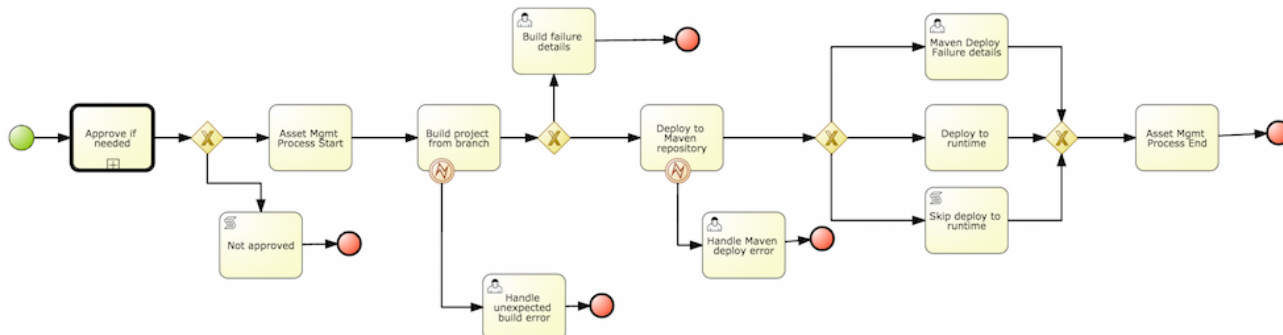 Build failure
details
Maven Deploy
Failure details
Approve if
needed
Asset Mgmt
Process Start
Build project
from branch
Deploy to
Maven
repository
Deploy to
runtime
Asset Mgmt
Process End
Not approved
Handle Maven
deploy error
Skip deploy to
runtime
Handle
unexpected
build error